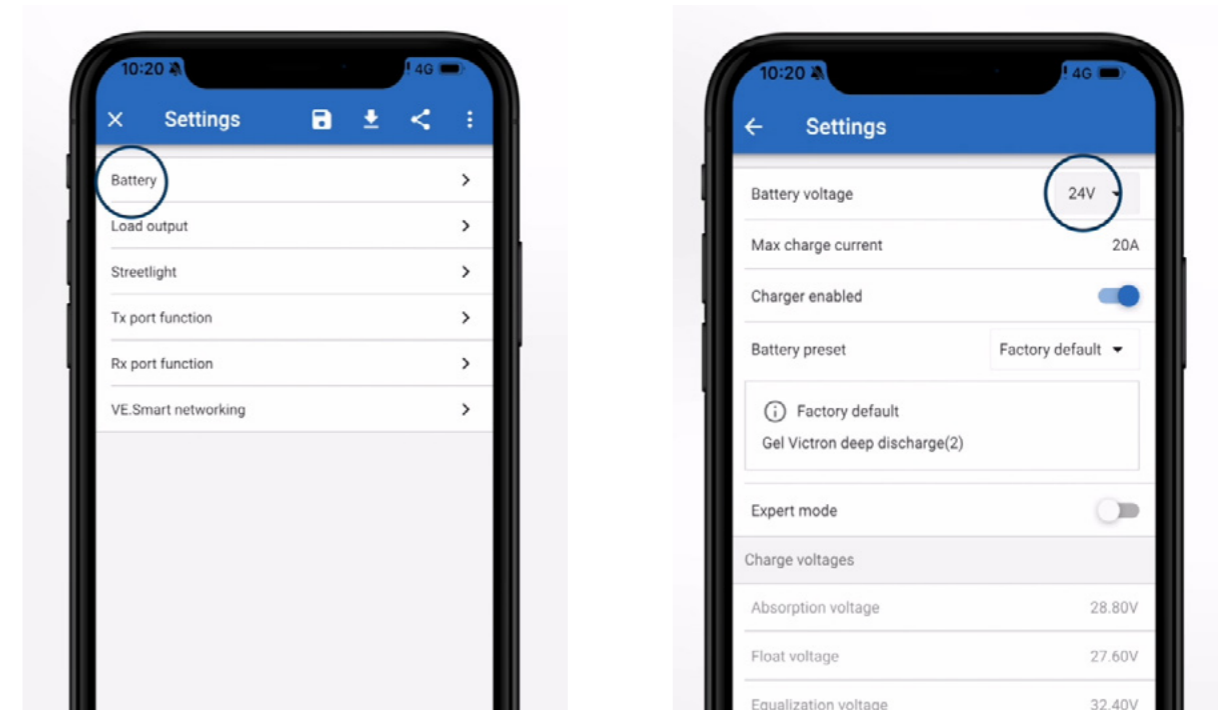 10:20
! 4G
Settings
Battery
Load output
Streetlight
Tx port function
Rx port function
VE.Smart networking
10:20
! 4G
Settings
Battery voltage 24V
Max charge current 20A
Charger enabled
Battery preset Factory default
Factory default
Gel Victron deep discharge(2)
Expert mode
Charge voltages
Absorption voltage 28.80V
Float voltage 27.60V
Equalization voltage 32.40V